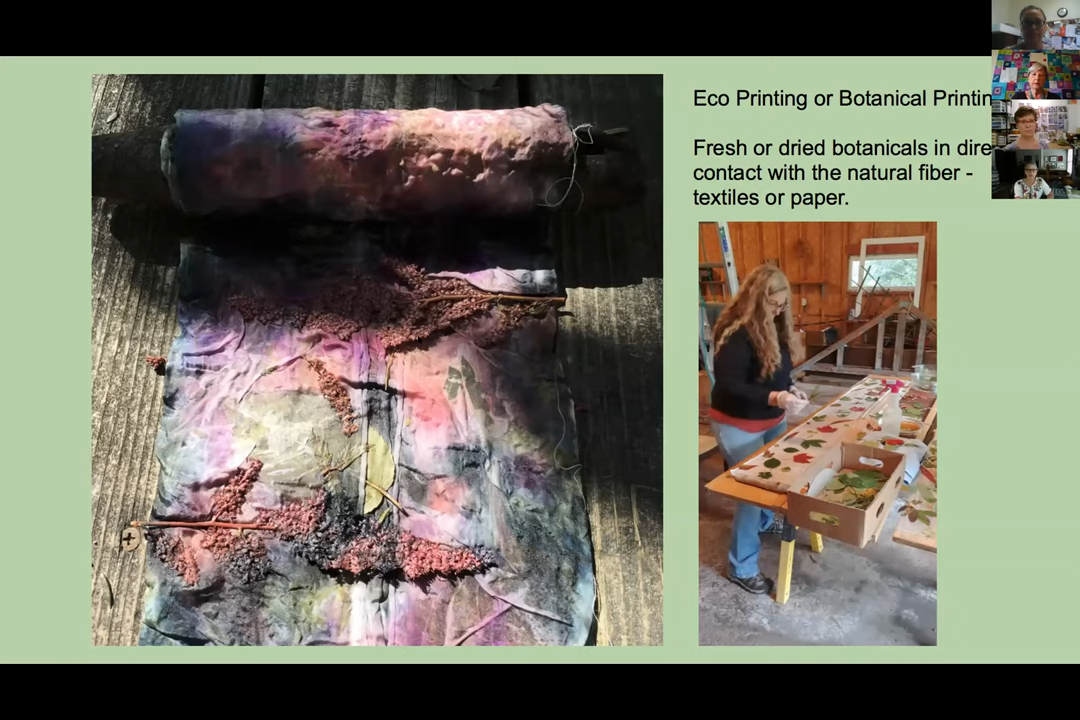 Eco Printing or Botanical Printin
Fresh or dried botanicals in dire
contact with the natural fiber -
textiles or paper.